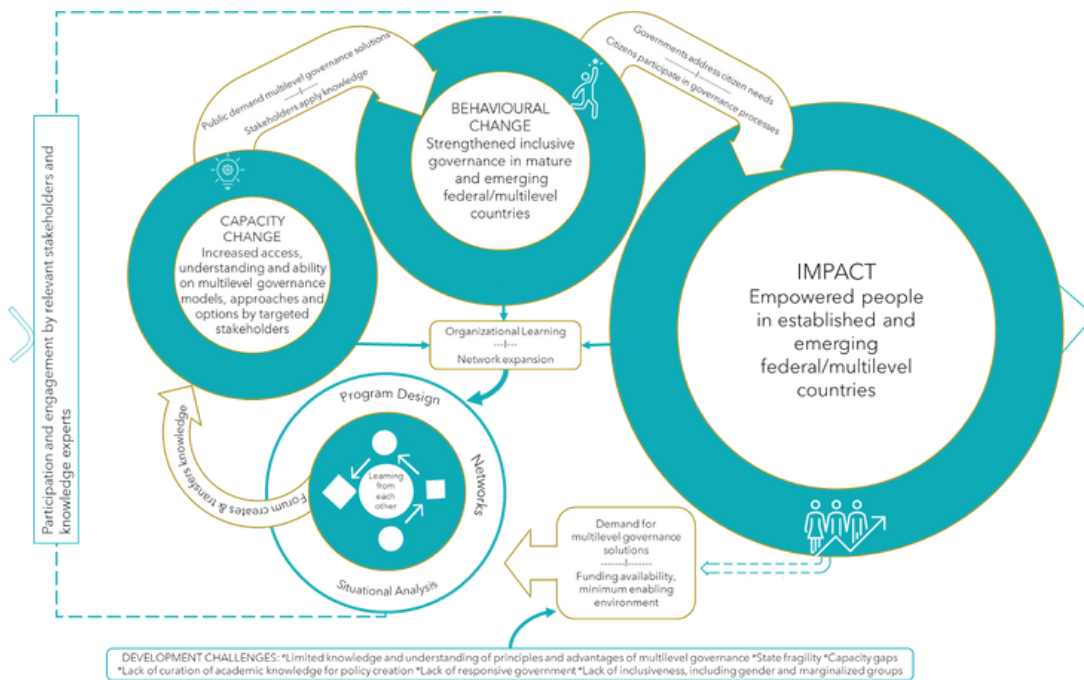 Participation and engagement by relevant stakeholders and
knowledge experts
Public demand multilevel governance solutions
---I---
Stakeholders apply knowledge
Governments address citizen needs
-------I-------
Citizens participate in governance processes
BEHAVIOURAL
CHANGE
Strengthened inclusive
governance in mature
and emerging
federal/multilevel
countries
CAPACITY
CHANGE
Increased access,
understanding and ability
on multilevel governance
models, approaches and
options by targeted
stakeholders
IMPACT
Empowered people
in established and
emerging
federal/multilevel
countries
Organizational Learning
---I---
Network expansion
Forum creates & transfers knowledge
Program Design
Networks
Situational Analysis
Learning
from
each
other
Demand for
multilevel governance
solutions
-------I-------
Funding availability,
minimum enabling
environment
DEVELOPMENT CHALLENGES: *Limited knowledge and understanding of principles and advantages of multilevel governance *State fragility *Capacity gaps
*Lack of curation of academic knowledge for policy creation *Lack of responsive government *Lack of inclusiveness, including gender and marginalized groups